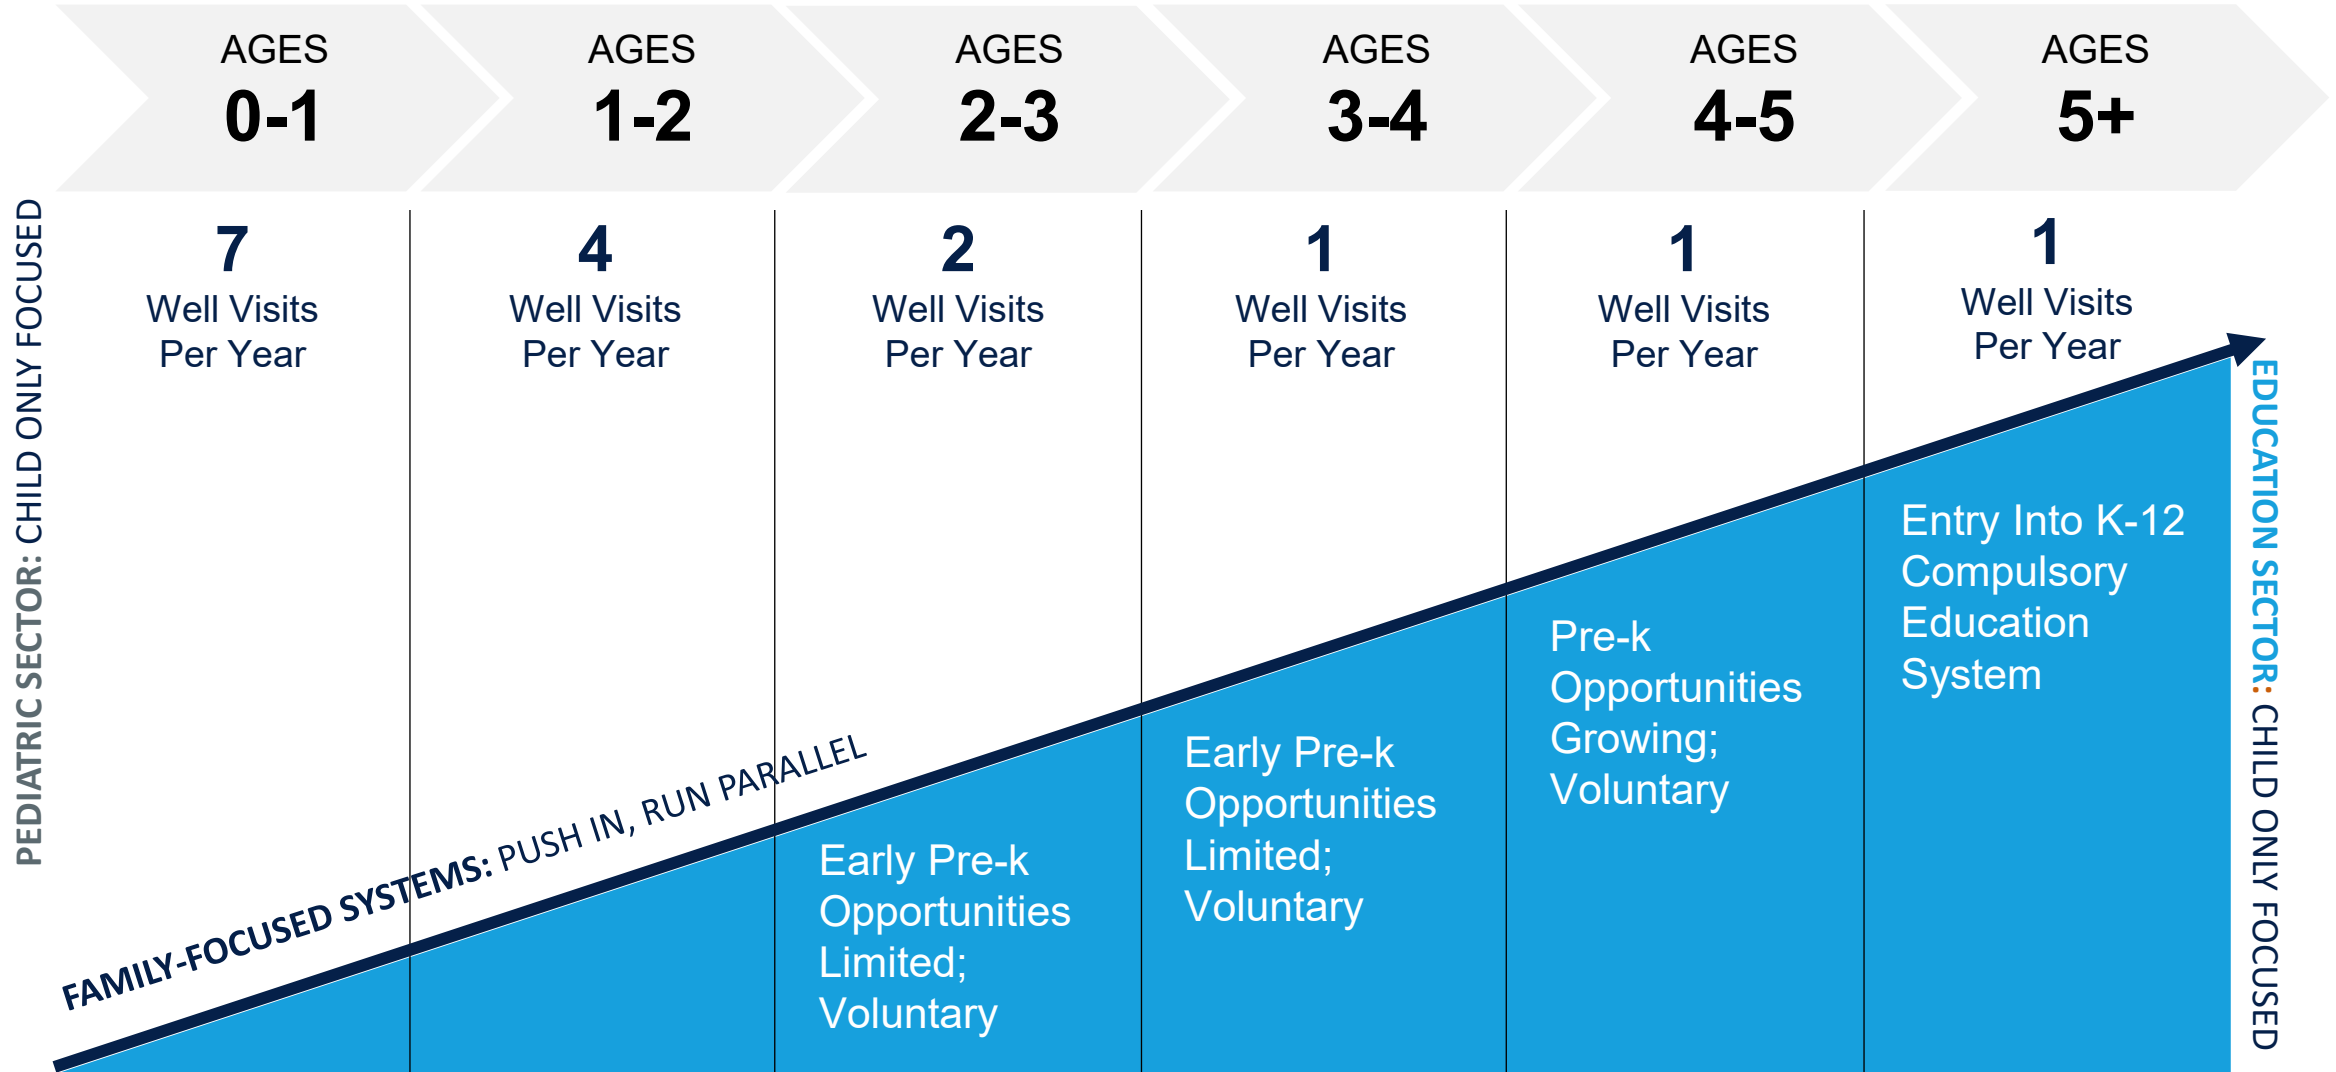 AGES
0-1
AGES
1-2
AGES
2-3
AGES
3-4
AGES
4-5
AGES
5+
PEDIATRIC SECTOR: CHILD ONLY FOCUSED
7
Well Visits
Per Year
4
Well Visits
Per Year
2
Well Visits
Per Year
1
Well Visits
Per Year
1
Well Visits
Per Year
1
Well Visits
Per Year
FAMILY-FOCUSED SYSTEMS: PUSH IN, RUN PARALLEL
Early Pre-k
Opportunities
Limited;
Voluntary
Early Pre-k
Opportunities
Limited;
Voluntary
Pre-k
Opportunities
Growing;
Voluntary
Entry Into K-12
Compulsory
Education
System
EDUCATION SECTOR: CHILD ONLY FOCUSED